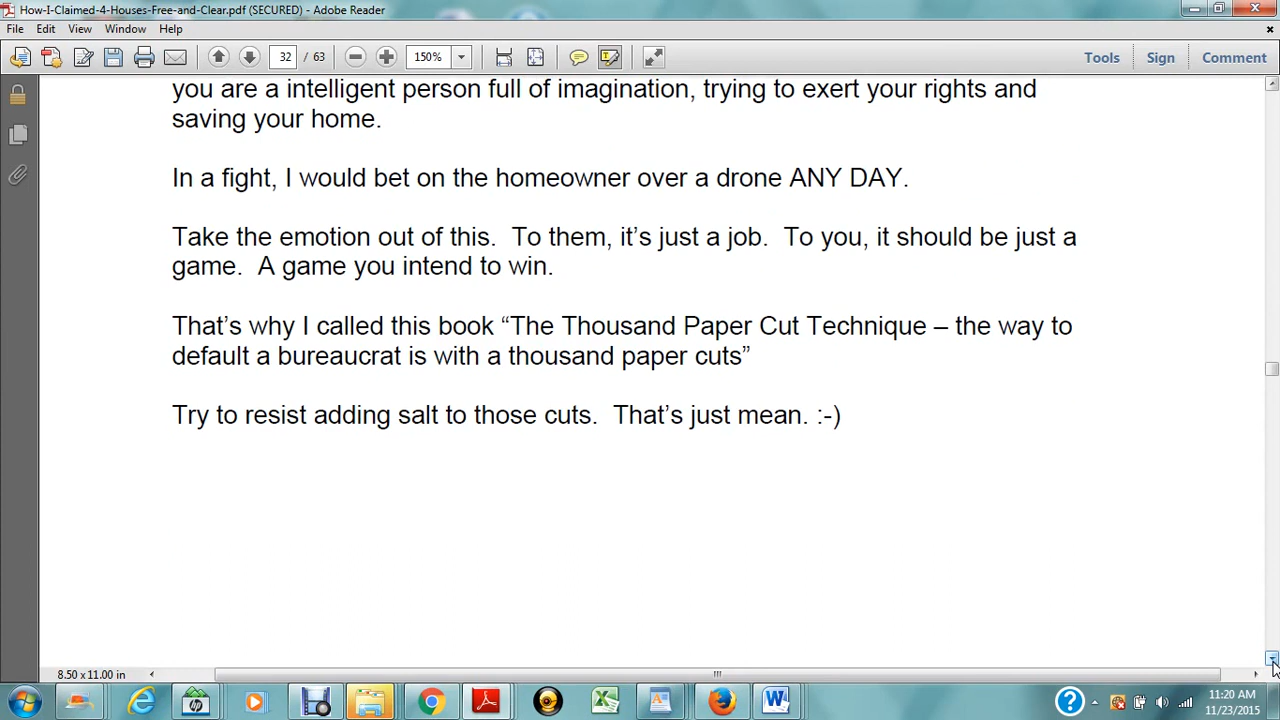 How-I-Claimed-4-Houses-Free-and-Clear.pdf (SECURED) - Adobe Reader
File Edit View Window Help
32 / 63 150% Tools Sign Comment
you are a intelligent person full of imagination, trying to exert your rights and
saving your home.
In a fight, I would bet on the homeowner over a drone ANY DAY.
Take the emotion out of this.  To them, it’s just a job.  To you, it should be just a
game.  A game you intend to win.
That’s why I called this book “The Thousand Paper Cut Technique – the way to
default a bureaucrat is with a thousand paper cuts”
Try to resist adding salt to those cuts.  That’s just mean. :-)
8.50 x 11.00 in
11:20 AM
11/23/2015